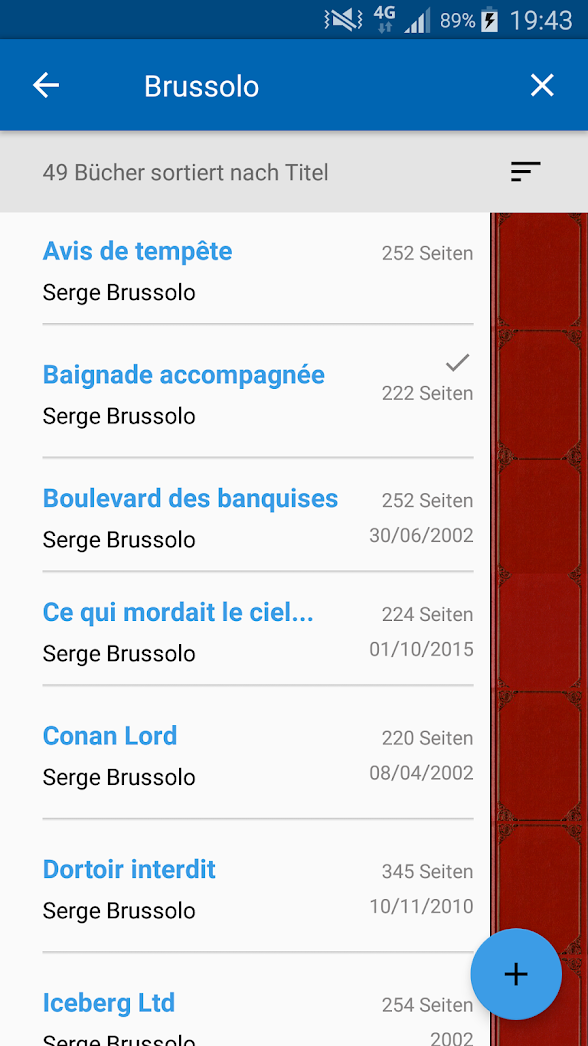 4G 89% 19:43
Brussolo
49 Bücher sortiert nach Titel
Avis de tempête 252 Seiten
Serge Brussolo
Baignade accompagnée 222 Seiten
Serge Brussolo
Boulevard des banquises 252 Seiten
Serge Brussolo 30/06/2002
Ce qui mordait le ciel... 224 Seiten
Serge Brussolo 01/10/2015
Conan Lord 220 Seiten
Serge Brussolo 08/04/2002
Dortoir interdit 345 Seiten
Serge Brussolo 10/11/2010
Iceberg Ltd 254 Seiten
Serge Brussolo 2002